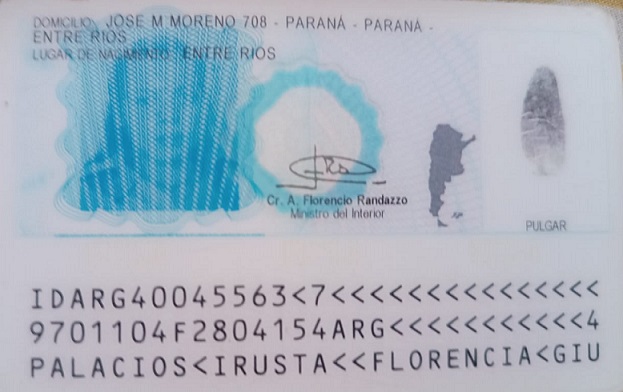 DOMICILIO: JOSE M MORENO 708 - PARANÁ - PARANÁ -
ENTRE RIOS
LUGAR DE NACIMIENTO: ENTRE RIOS
Cr. A. Florencio Randazzo
Ministro del Interior
PULGAR
IDARG40045563<7<<<<<<<<<<<<<<<
9701104F2804154ARG<<<<<<<<<<<4
PALACIOS<IRUSTA<<FLORENCIA<GIU